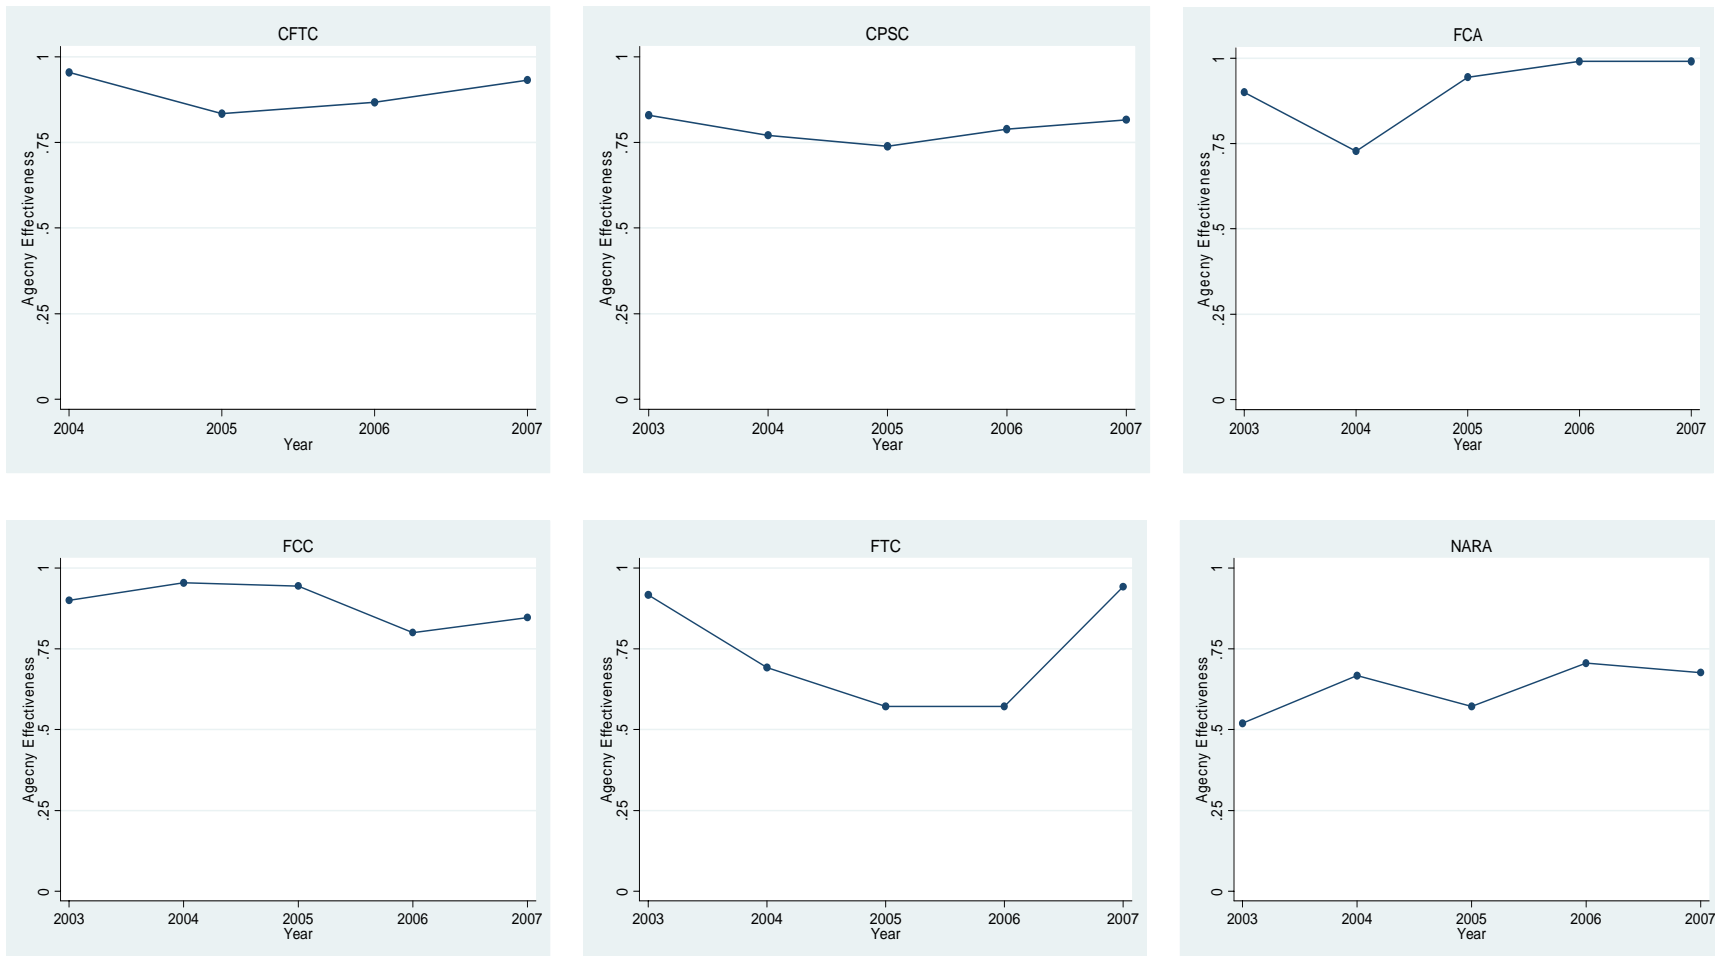 CFTC
Agecny Effectiveness
1
.75
.5
.25
0
2004 2005 2006 2007
Year
CPSC
Agecny Effectiveness
1
.75
.5
.25
0
2003 2004 2005 2006 2007
Year
FCA
Agecny Effectiveness
1
.75
.5
.25
0
2003 2004 2005 2006 2007
Year
FCC
Agecny Effectiveness
1
.75
.5
.25
0
2003 2004 2005 2006 2007
Year
FTC
Agecny Effectiveness
1
.75
.5
.25
0
2003 2004 2005 2006 2007
Year
NARA
Agecny Effectiveness
1
.75
.5
.25
0
2003 2004 2005 2006 2007
Year